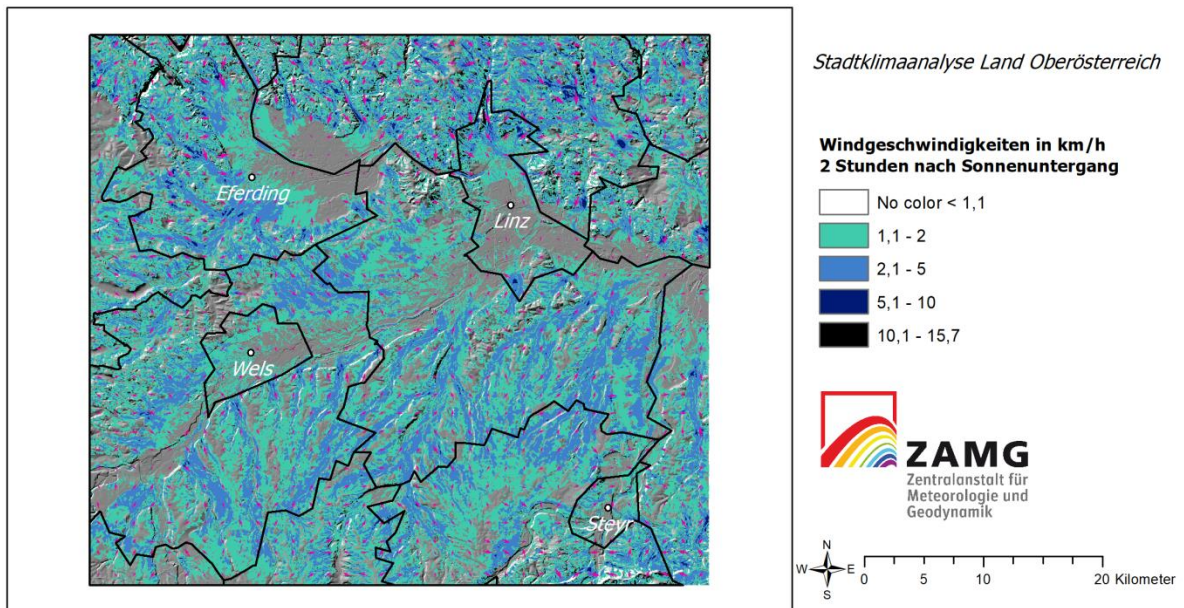 Stadtklimaanalyse Land Oberösterreich
Windgeschwindigkeiten in km/h
2 Stunden nach Sonnenuntergang
No color < 1,1
1,1 - 2
2,1 - 5
5,1 - 10
10,1 - 15,7
Eferding
Linz
Wels
Steyr
ZAMG
Zentralanstalt für
Meteorologie und
Geodynamik
N
W E
S
0 5 10 20 Kilometer